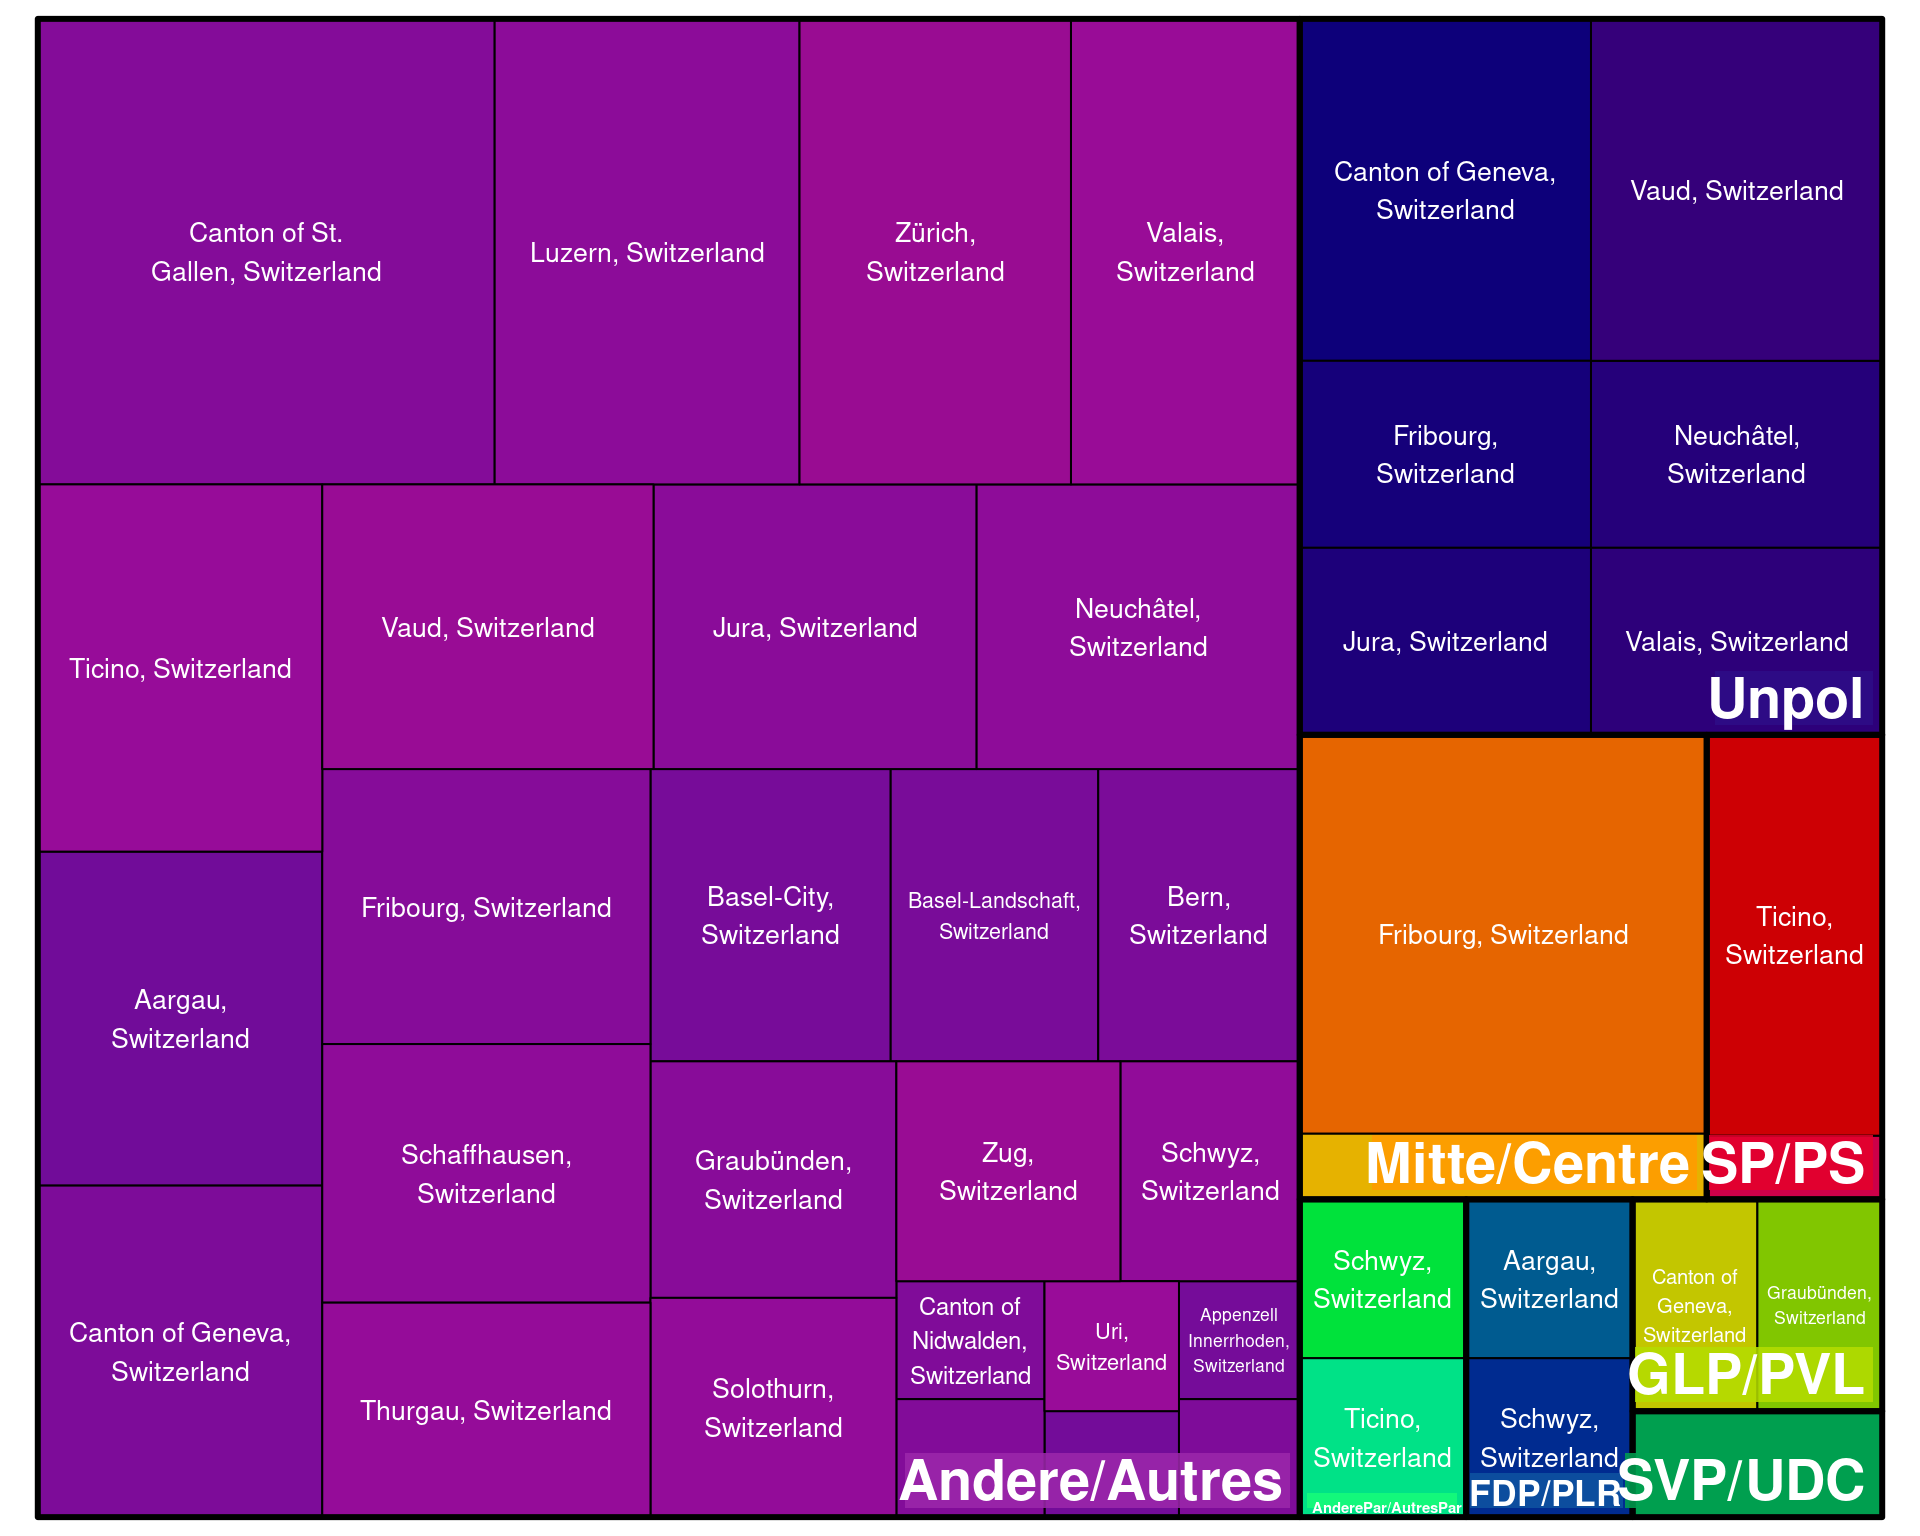 Canton of St.
Gallen, Switzerland
Luzern, Switzerland
Zürich,
Switzerland
Valais,
Switzerland
Ticino, Switzerland
Vaud, Switzerland
Jura, Switzerland
Neuchâtel,
Switzerland
Aargau,
Switzerland
Fribourg, Switzerland
Basel-City,
Switzerland
Basel-Landschaft,
Switzerland
Bern,
Switzerland
Canton of Geneva,
Switzerland
Schaffhausen,
Switzerland
Thurgau, Switzerland
Graubünden,
Switzerland
Solothurn,
Switzerland
Zug,
Switzerland
Schwyz,
Switzerland
Canton of
Nidwalden,
Switzerland
Uri,
Switzerland
Appenzell
Innerrhoden,
Switzerland
Andere/Autres
Canton of Geneva,
Switzerland
Vaud, Switzerland
Fribourg,
Switzerland
Neuchâtel,
Switzerland
Jura, Switzerland
Valais, Switzerland
Unpol
Fribourg, Switzerland
Mitte/Centre
Ticino,
Switzerland
SP/PS
Schwyz,
Switzerland
Ticino,
Switzerland
AnderePar/AutresPar
Aargau,
Switzerland
Schwyz,
Switzerland
FDP/PLR
Canton of
Geneva,
Switzerland
Graubünden,
Switzerland
GLP/PVL
SVP/UDC